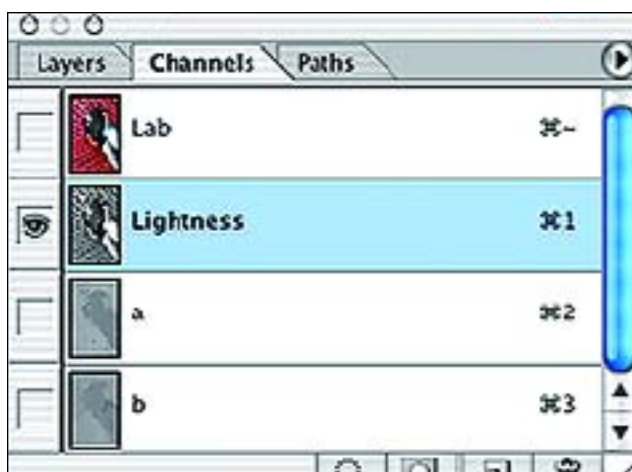 Layers Channels Paths
Lab ⌘~
Lightness ⌘1
a ⌘2
b ⌘3